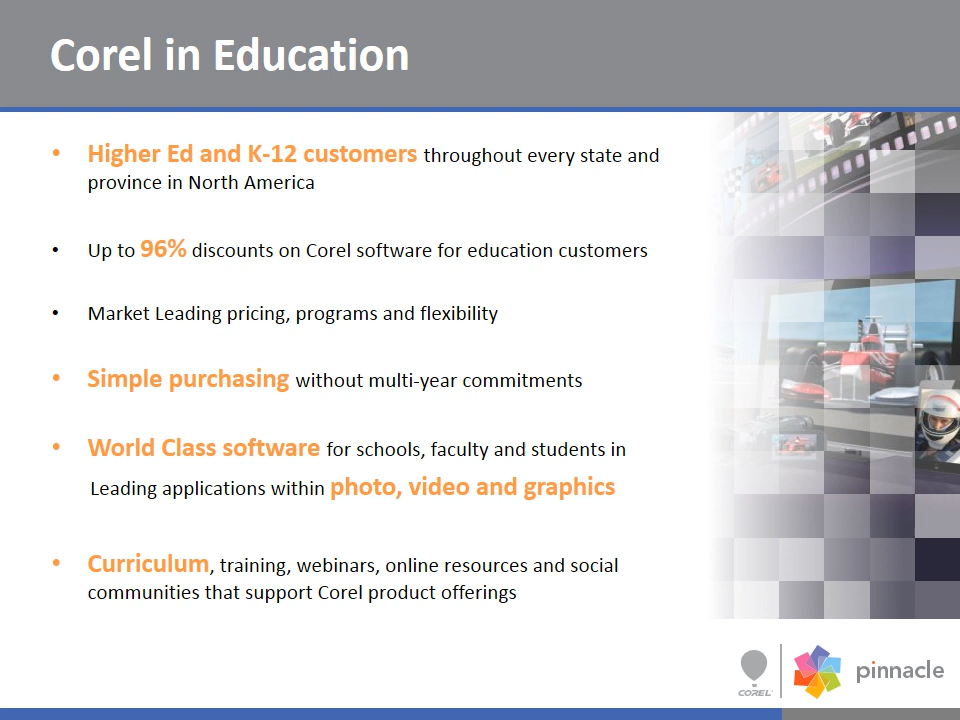 Corel in Education
• Higher Ed and K-12 customers throughout every state and
province in North America
• Up to 96% discounts on Corel software for education customers
• Market Leading pricing, programs and flexibility
• Simple purchasing without multi-year commitments
• World Class software for schools, faculty and students in
Leading applications within photo, video and graphics
• Curriculum, training, webinars, online resources and social
communities that support Corel product offerings
COREL
pinnacle